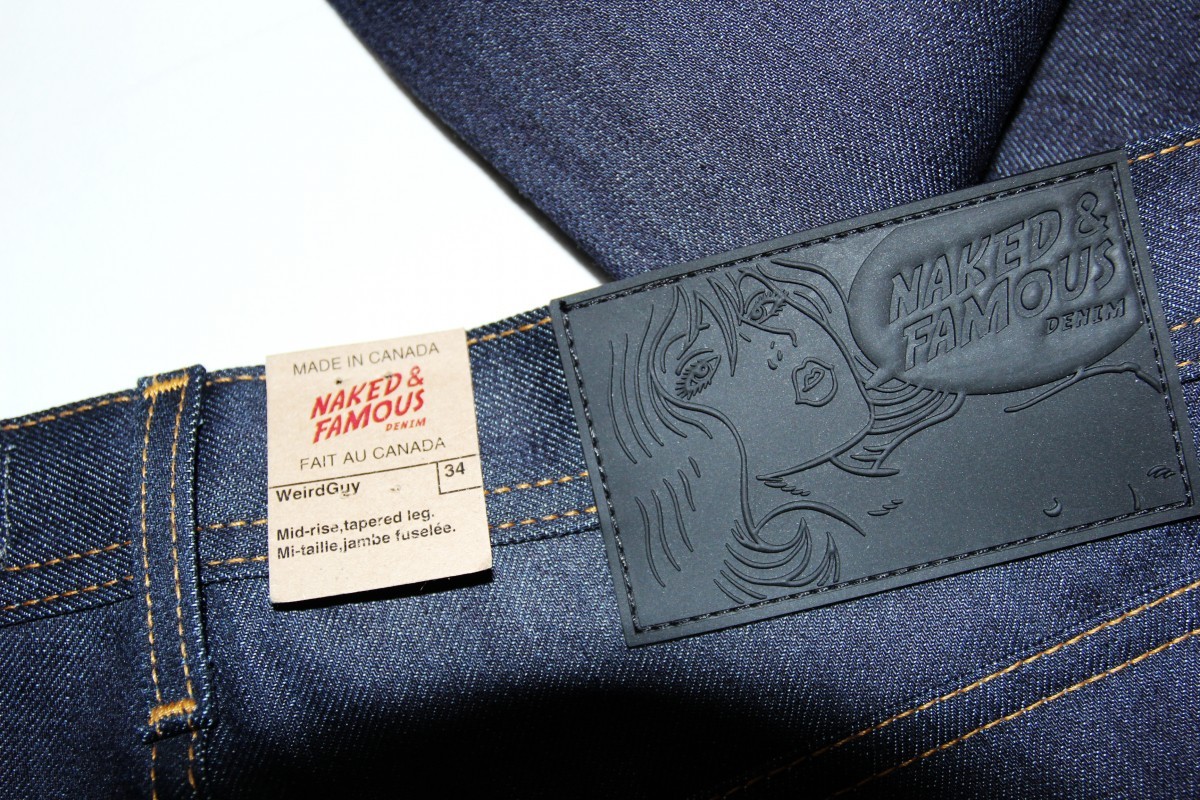 MADE IN CANADA
NAKED &
FAMOUS
DENIM
FAIT AU CANADA
WeirdGuy
34
Mid-rise,tapered leg.
Mi-taille,jambe fuselée.
NAKED &
FAMOUS
DENIM